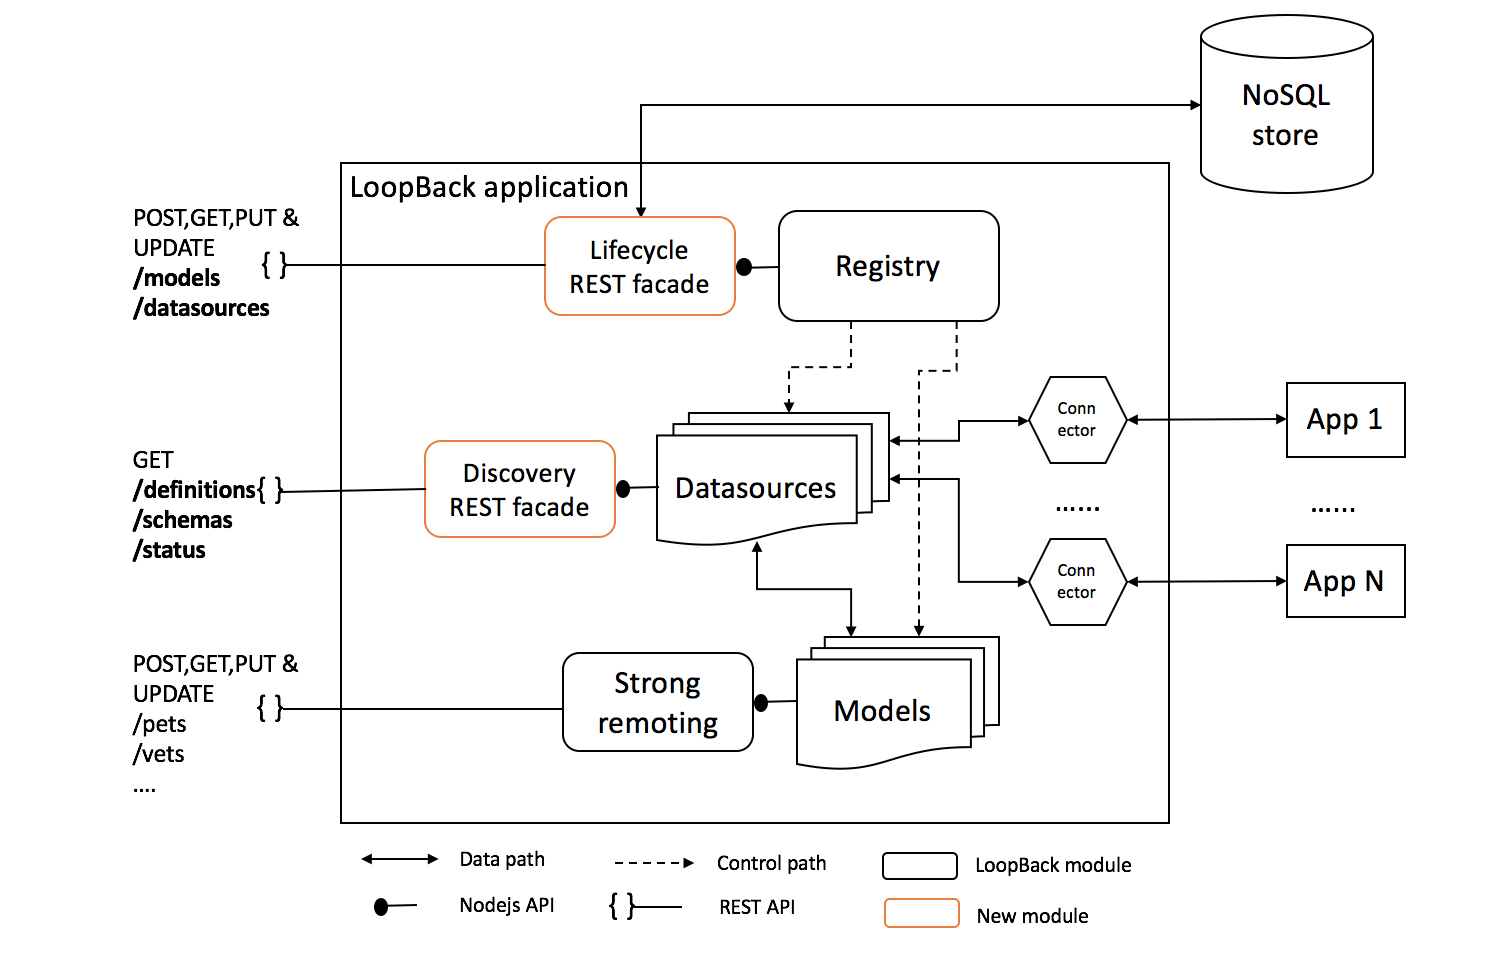 NoSQL
store
LoopBack application
POST,GET,PUT &
UPDATE
/models
/datasources
{ }
Lifecycle
REST facade
Registry
Conn
ector
App 1
GET
/definitions{ }
/schemas
/status
Discovery
REST facade
Datasources
......
......
Conn
ector
App N
POST,GET,PUT &
UPDATE
/pets
/vets
....
{ }
Strong
remoting
Models
Data path
Control path
LoopBack module
Nodejs API
{ }
REST API
New module